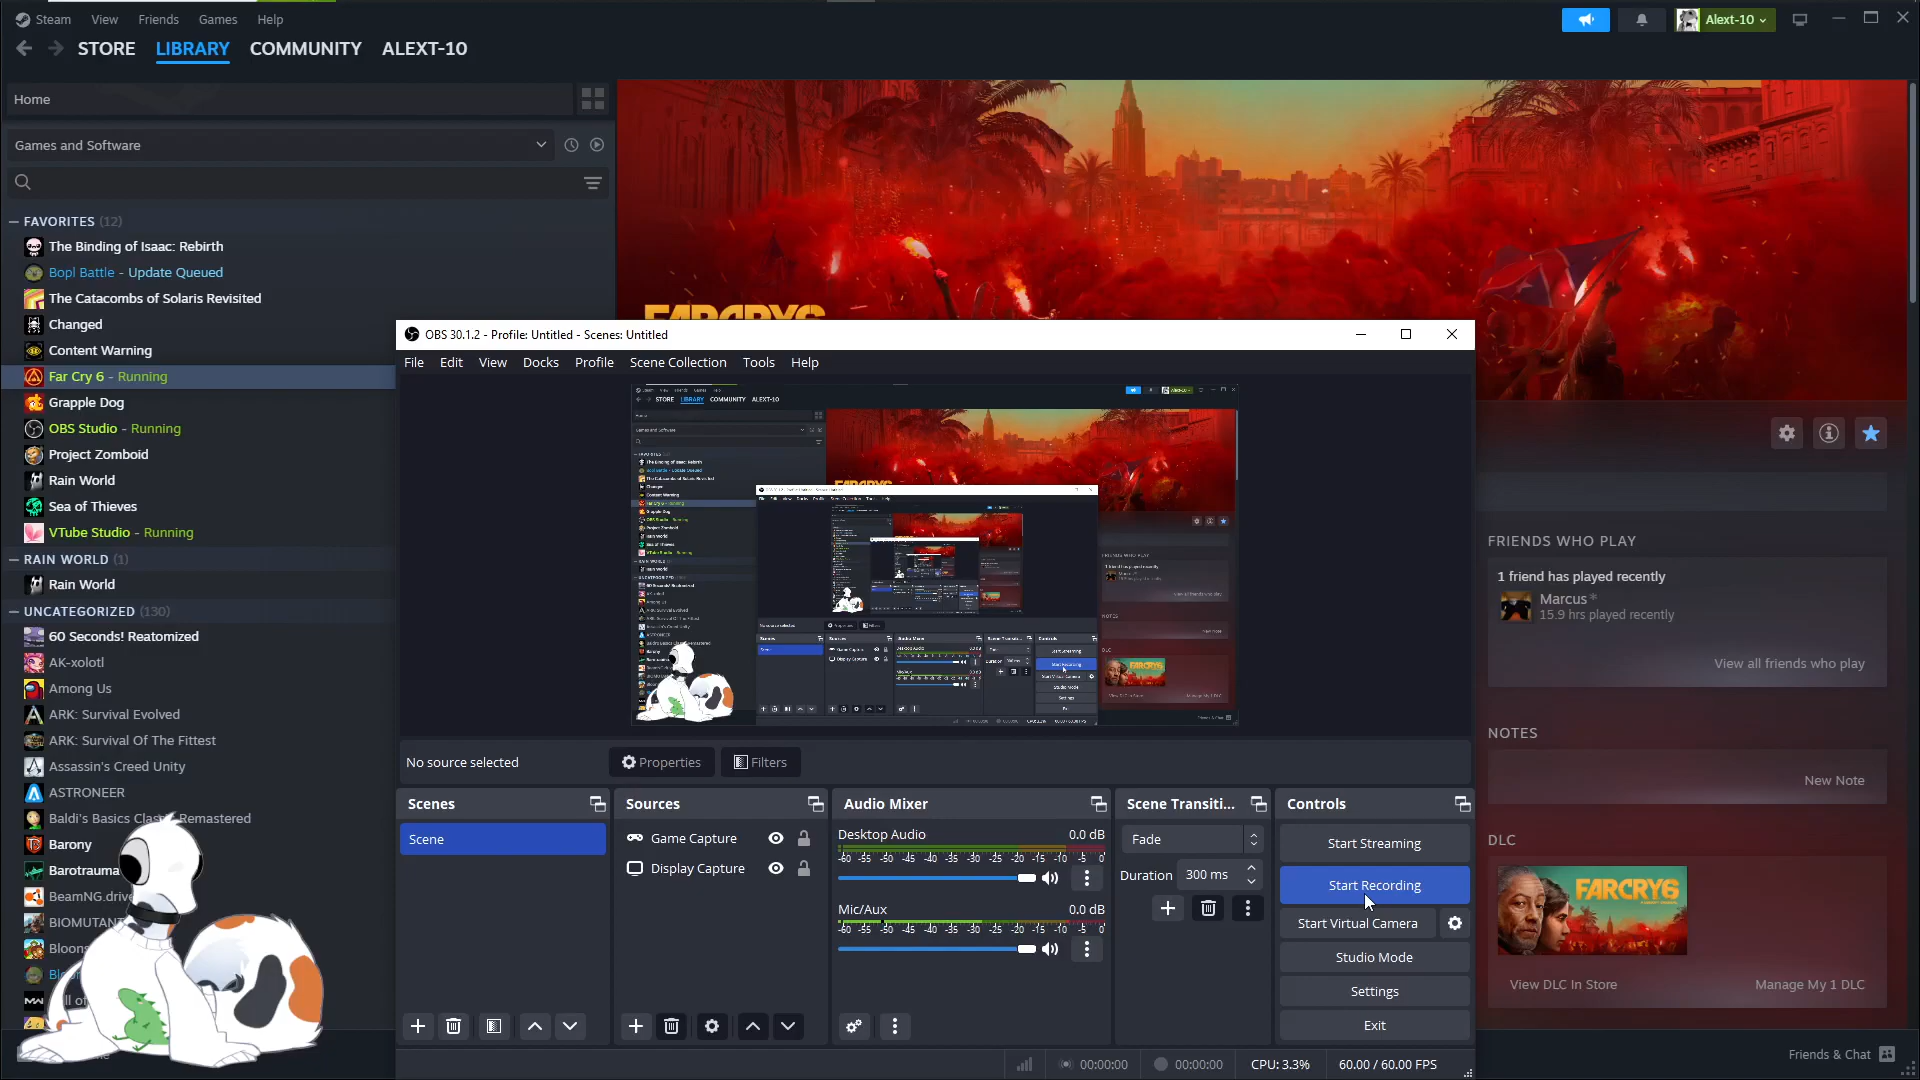 Steam View Friends Games Help
Alext-10
STORE LIBRARY COMMUNITY ALEXT-10
Home
Games and Software
FAVORITES (12)
The Binding of Isaac: Rebirth
Bopl Battle - Update Queued
The Catacombs of Solaris Revisited
Changed
Content Warning
Far Cry 6 - Running
Grapple Dog
OBS Studio - Running
Project Zomboid
Rain World
Sea of Thieves
VTube Studio - Running
RAIN WORLD (1)
Rain World
UNCATEGORIZED (130)
60 Seconds! Reatomized
AK-xolotl
Among Us
ARK: Survival Evolved
ARK: Survival Of The Fittest
Assassin's Creed Unity
ASTRONEER
Baldi's Basics Remastered
Barony
Barotrauma
BeamNG.drive
BIOMUTANT
Bloons
FARCRY6
OBS 30.1.2 - Profile: Untitled - Scenes: Untitled
File Edit View Docks Profile Scene Collection Tools Help
STORE LIBRARY COMMUNITY ALEXT-10
No source selected Properties Filters
Scenes
Scene
Sources
Game Capture
Display Capture
Audio Mixer
Desktop Audio 0.0 dB
-60 -55 -50 -45 -40 -35 -30 -25 -20 -15 -10 -5 0
Mic/Aux 0.0 dB
-60 -55 -50 -45 -40 -35 -30 -25 -20 -15 -10 -5 0
Scene Transiti...
Fade
Duration 300 ms
Controls
Start Streaming
Start Recording
Start Virtual Camera
Studio Mode
Settings
Exit
00:00:00 00:00:00 CPU: 3.3% 60.00 / 60.00 FPS
FRIENDS WHO PLAY
1 friend has played recently
Marcus*
15.9 hrs played recently
View all friends who play
NOTES
New Note
DLC
FARCRY6
View DLC In Store Manage My 1 DLC
Friends & Chat